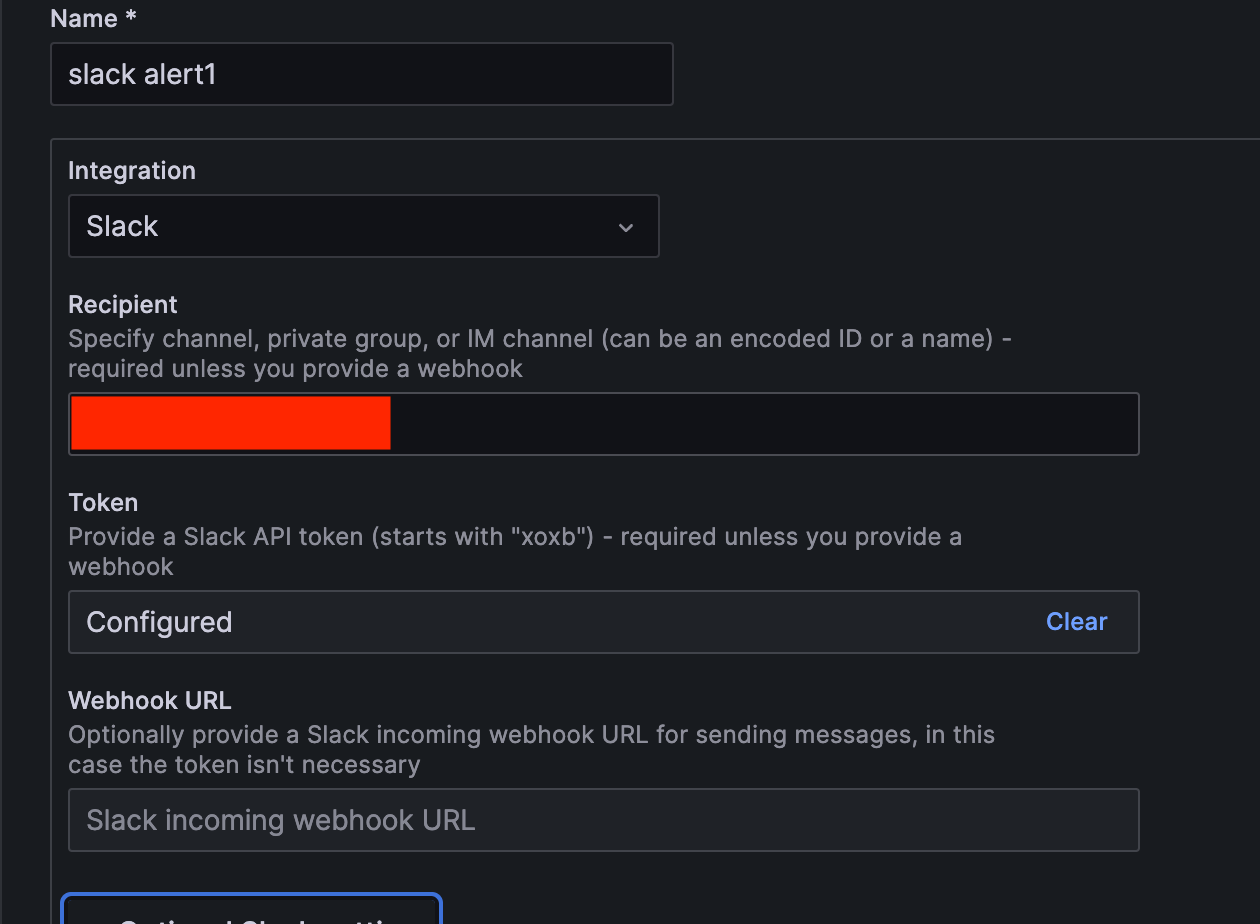 Name *
slack alert1
Integration
Slack
Recipient
Specify channel, private group, or IM channel (can be an encoded ID or a name) -
required unless you provide a webhook
Token
Provide a Slack API token (starts with "xoxb") - required unless you provide a
webhook
Configured
Clear
Webhook URL
Optionally provide a Slack incoming webhook URL for sending messages, in this
case the token isn't necessary
Slack incoming webhook URL